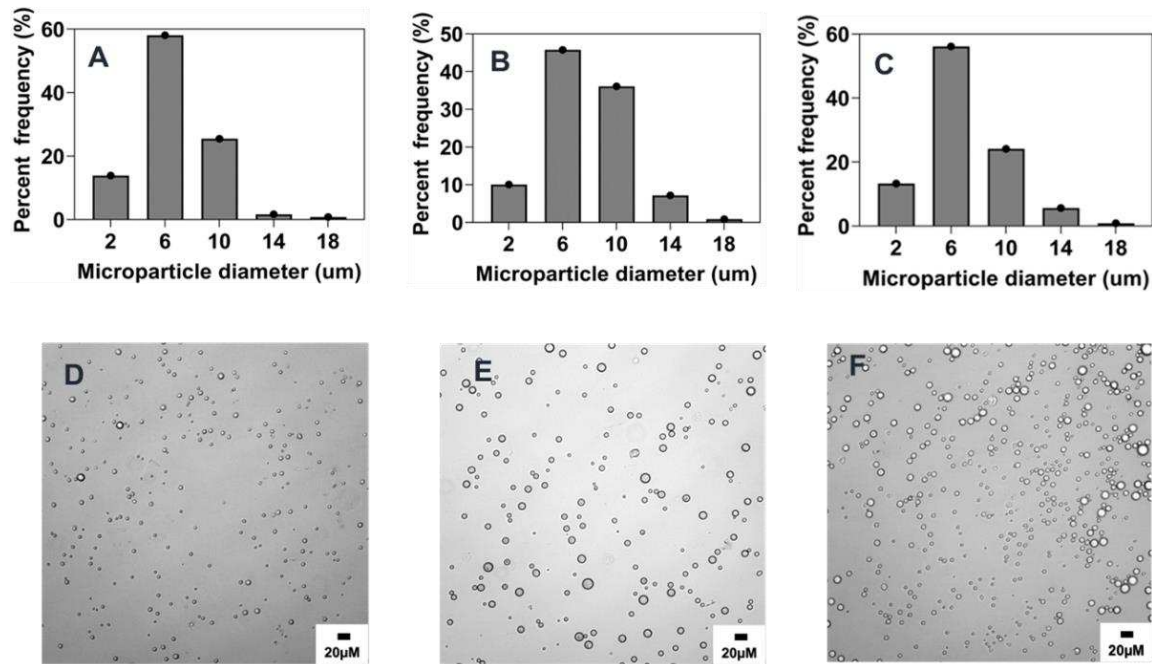 A
Percent frequency (%)
60
40
20
0
2 6 10 14 18
Microparticle diameter (um)
B
Percent frequency (%)
50
40
30
20
10
0
2 6 10 14 18
Microparticle diameter (um)
C
Percent frequency (%)
60
40
20
0
2 6 10 14 18
Microparticle diameter (um)
D
20µM
E
20µM
F
20µM